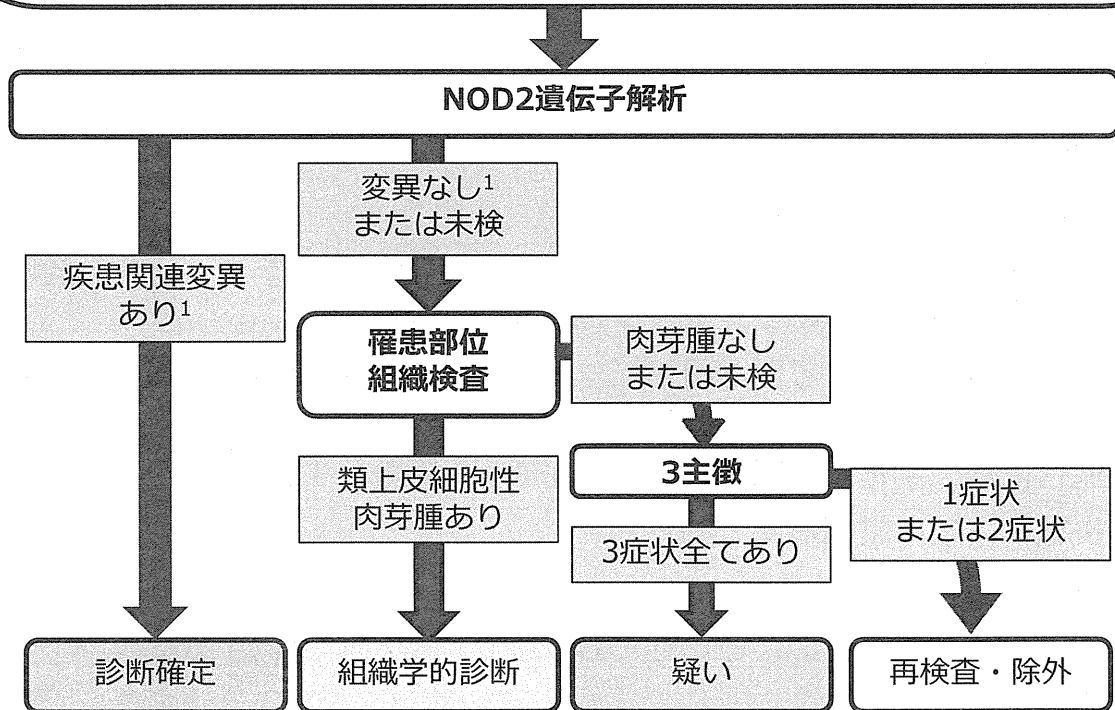 NOD2遺伝子解析
変異なし1
または未検
疾患関連変異
あり1
罹患部位
組織検査
肉芽腫なし
または未検
3主徴
類上皮細胞性
肉芽腫あり
1症状
または2症状
3症状全てあり
診断確定
組織学的診断
疑い
再検査・除外